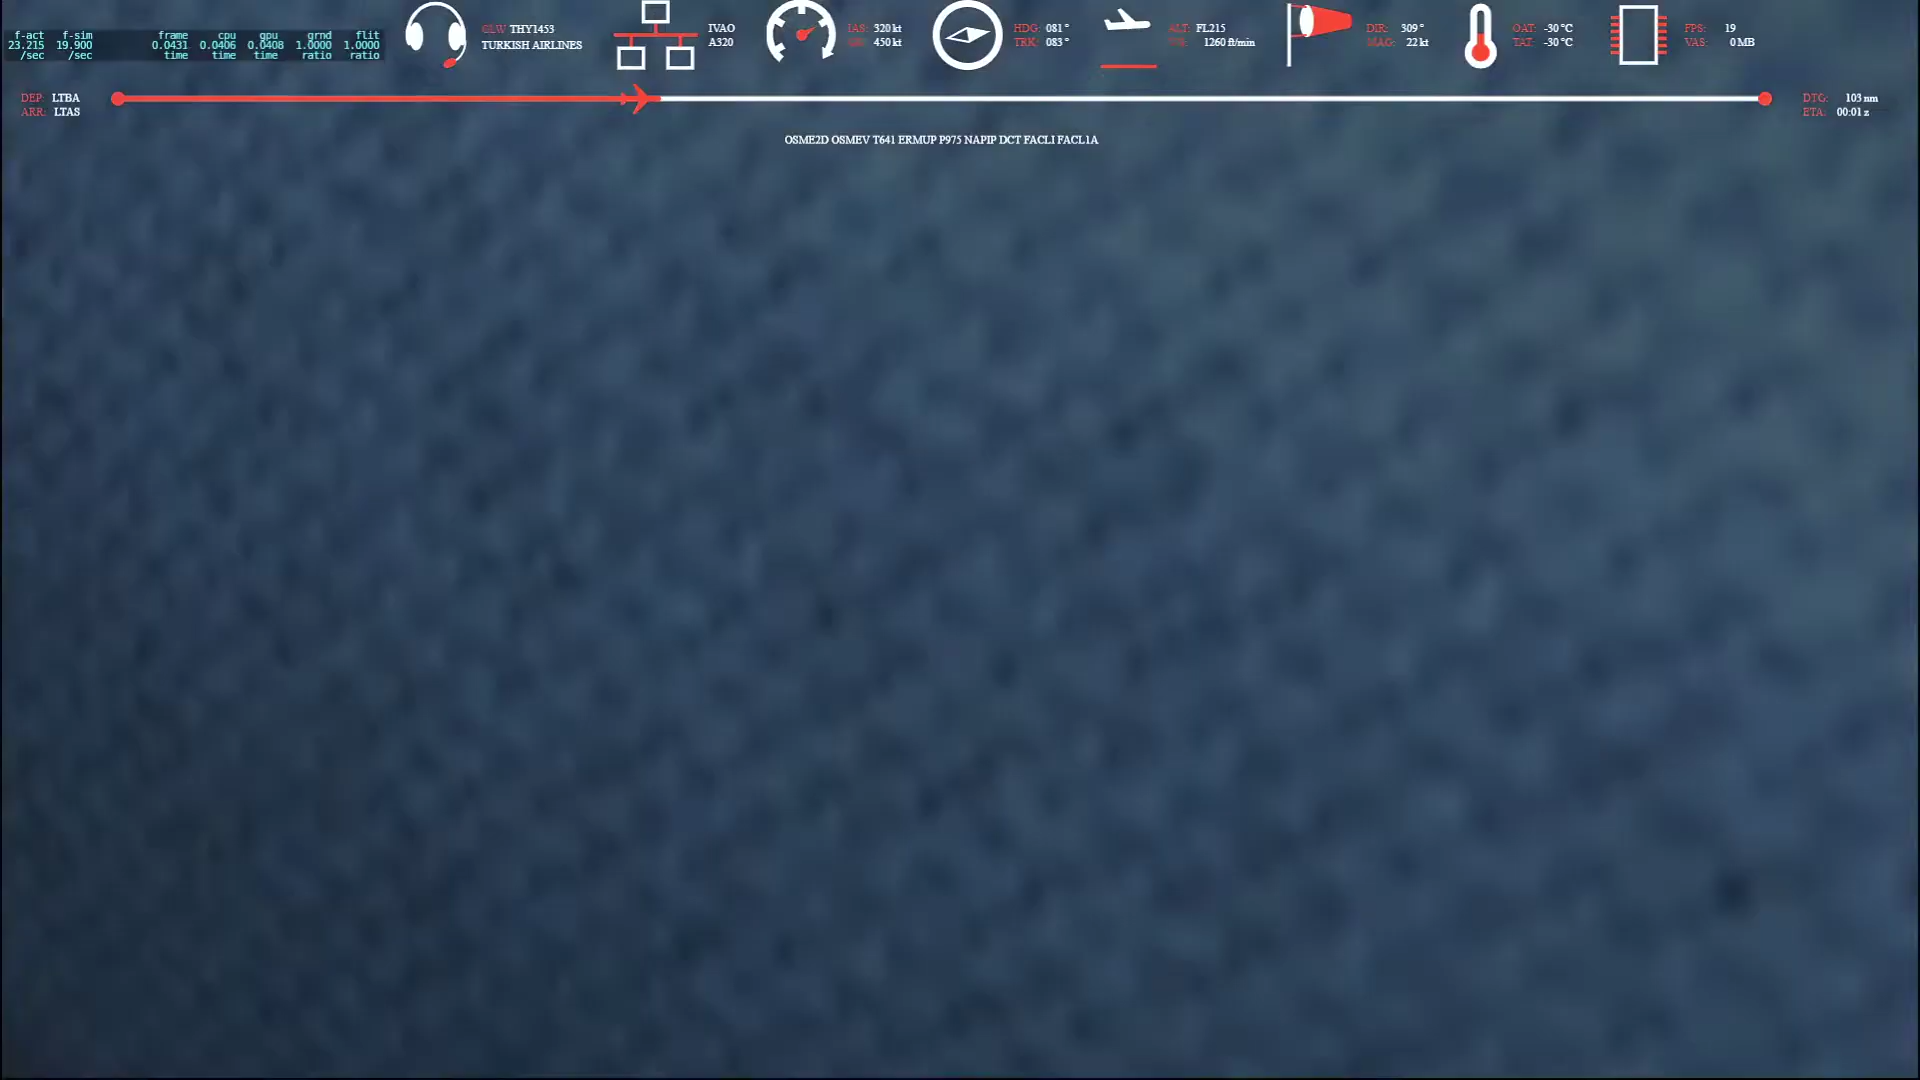 f-act f-sim frame cpu gpu grnd flit
23.215 19.900 0.0431 0.0406 0.0408 1.0000 1.0000
/sec /sec time time time ratio ratio
THY1453
TURKISH AIRLINES
IVAO
A320
IAS: 320 kt
450 kt
HDG: 081 °
TRK: 083 °
ALT: FL215
1260 ft/min
DIR: 309 °
MAG: 22 kt
OAT: -30 °C
TAT: -30 °C
FPS: 19
VAS: 0 MB
DEP: LTBA
ARR: LTAS
DTG: 103 nm
ETA: 00:01 z
OSME2D OSMEV T641 ERMUP P975 NAPIP DCT FACLI FACL1A